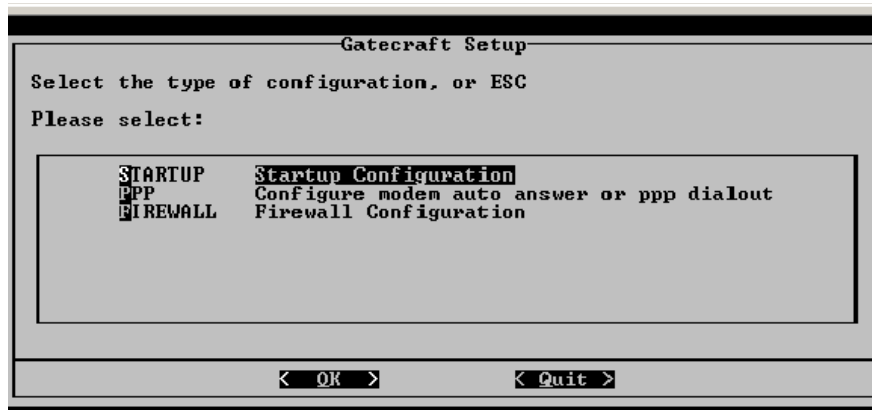 Gatecraft Setup
Select the type of configuration, or ESC
Please select:
STARTUP Startup Configuration
PPP Configure modem auto answer or ppp dialout
FIREWALL Firewall Configuration
< OK > < Quit >